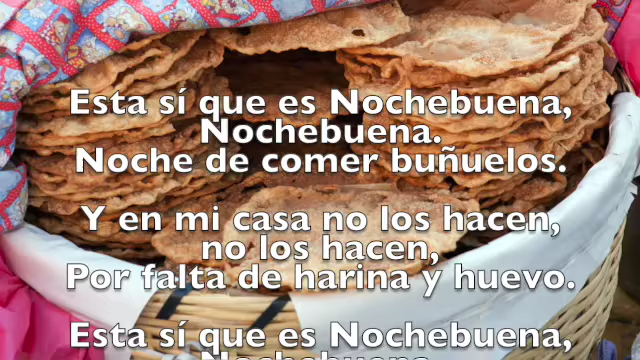 Esta sí que es Nochebuena,
Nochebuena.
Noche de comer buñuelos.
Y en mi casa no los hacen,
no los hacen,
Por falta de harina y huevo.
Esta sí que es Nochebuena,
Nochebuena.